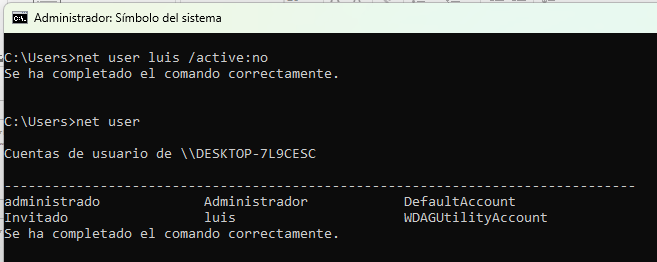 Administrador: Símbolo del sistema
C:\Users>net user luis /active:no
Se ha completado el comando correctamente.
C:\Users>net user
Cuentas de usuario de \\DESKTOP-7L9CESC
-------------------------------------------------------------------------------
administrado             Administrador            DefaultAccount
Invitado                 luis                     WDAGUtilityAccount
Se ha completado el comando correctamente.